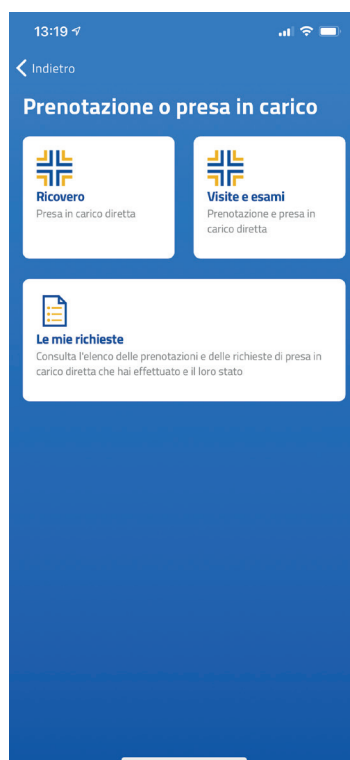 13:19
Indietro
Prenotazione o presa in carico
Ricovero
Presa in carico diretta
Visite e esami
Prenotazione e presa in
carico diretta
Le mie richieste
Consulta l'elenco delle prenotazioni e delle richieste di presa in
carico diretta che hai effettuato e il loro stato